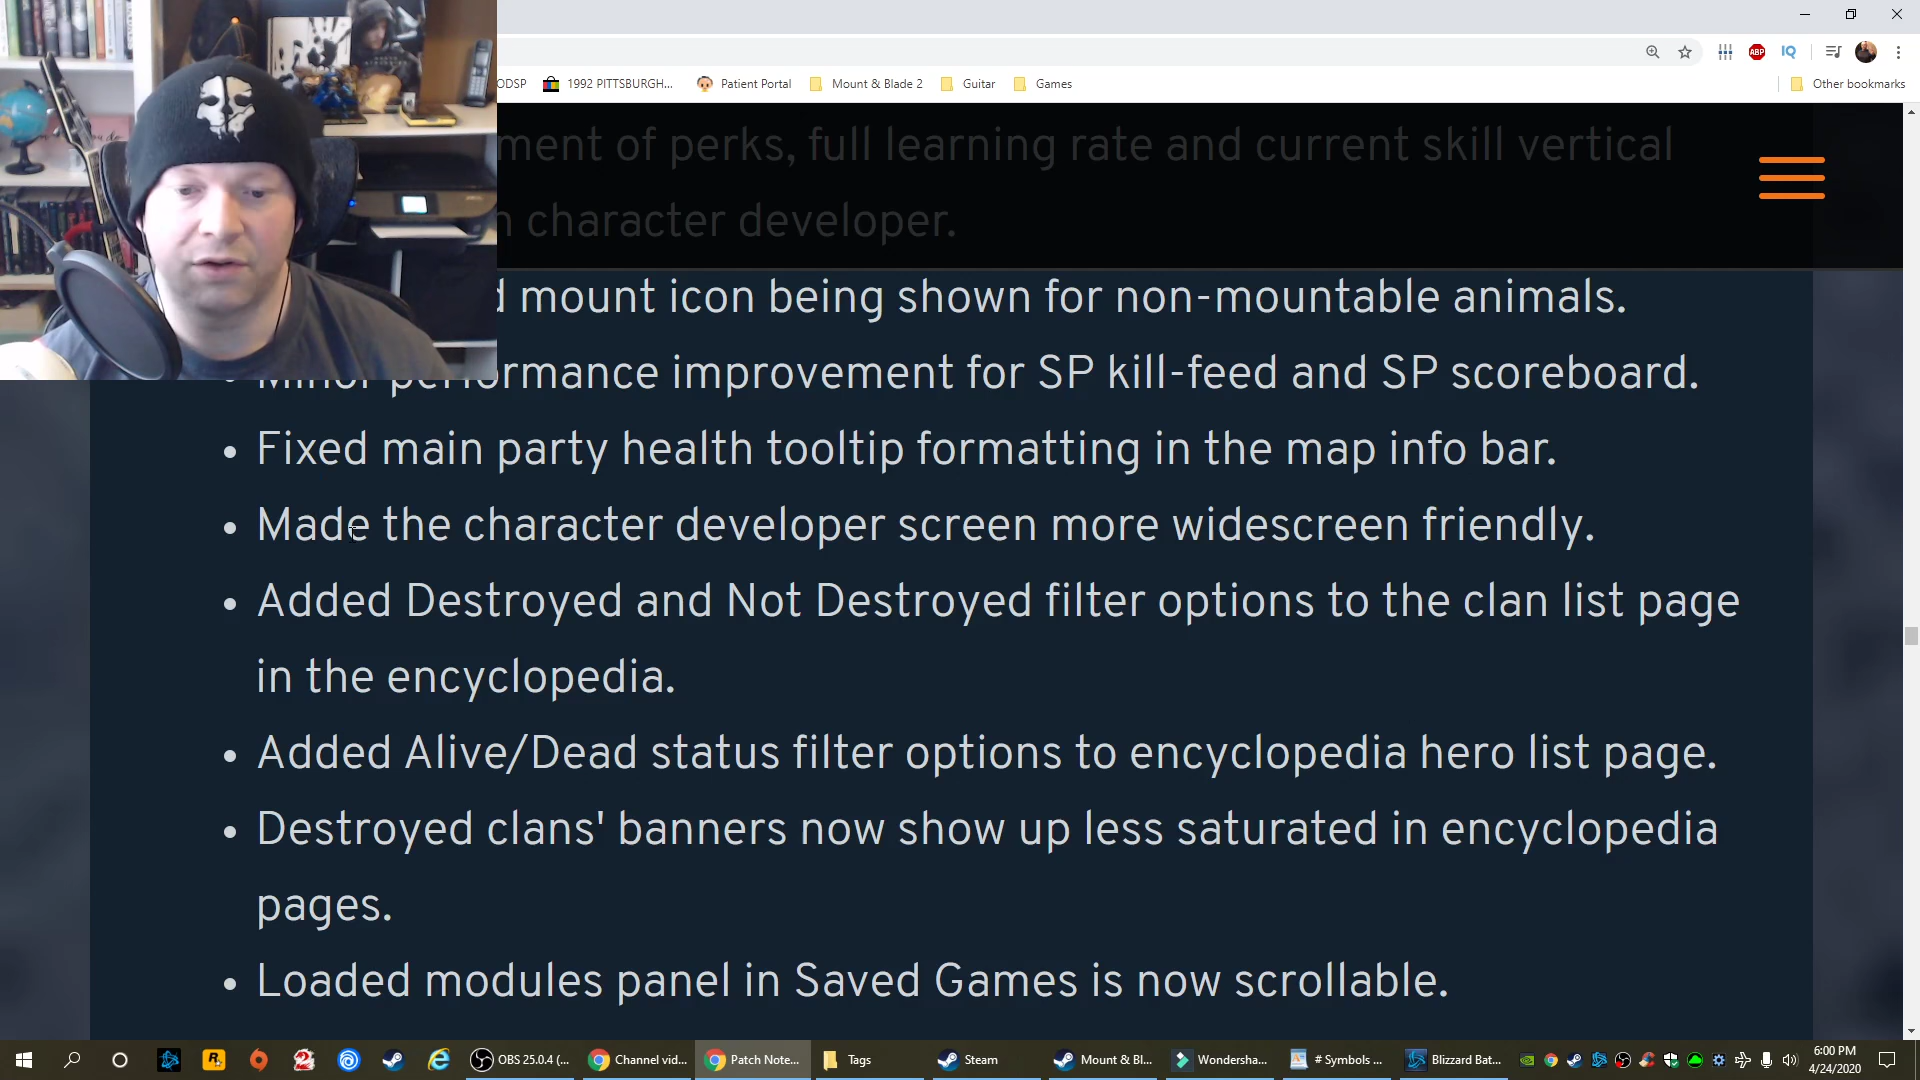 ODSP 1992 PITTSBURGH... Patient Portal Mount & Blade 2 Guitar Games Other bookmarks
ABP IQ
ment of perks, full learning rate and current skill vertical
character developer.
mount icon being shown for non-mountable animals.
• Minor performance improvement for SP kill-feed and SP scoreboard.
• Fixed main party health tooltip formatting in the map info bar.
• Made the character developer screen more widescreen friendly.
• Added Destroyed and Not Destroyed filter options to the clan list page
in the encyclopedia.
• Added Alive/Dead status filter options to encyclopedia hero list page.
• Destroyed clans' banners now show up less saturated in encyclopedia
pages.
• Loaded modules panel in Saved Games is now scrollable.
OBS 25.0.4 (... Channel vid... Patch Note... Tags Steam Mount & Bl... Wondersha... # Symbols ... Blizzard Bat... 6:00 PM
4/24/2020